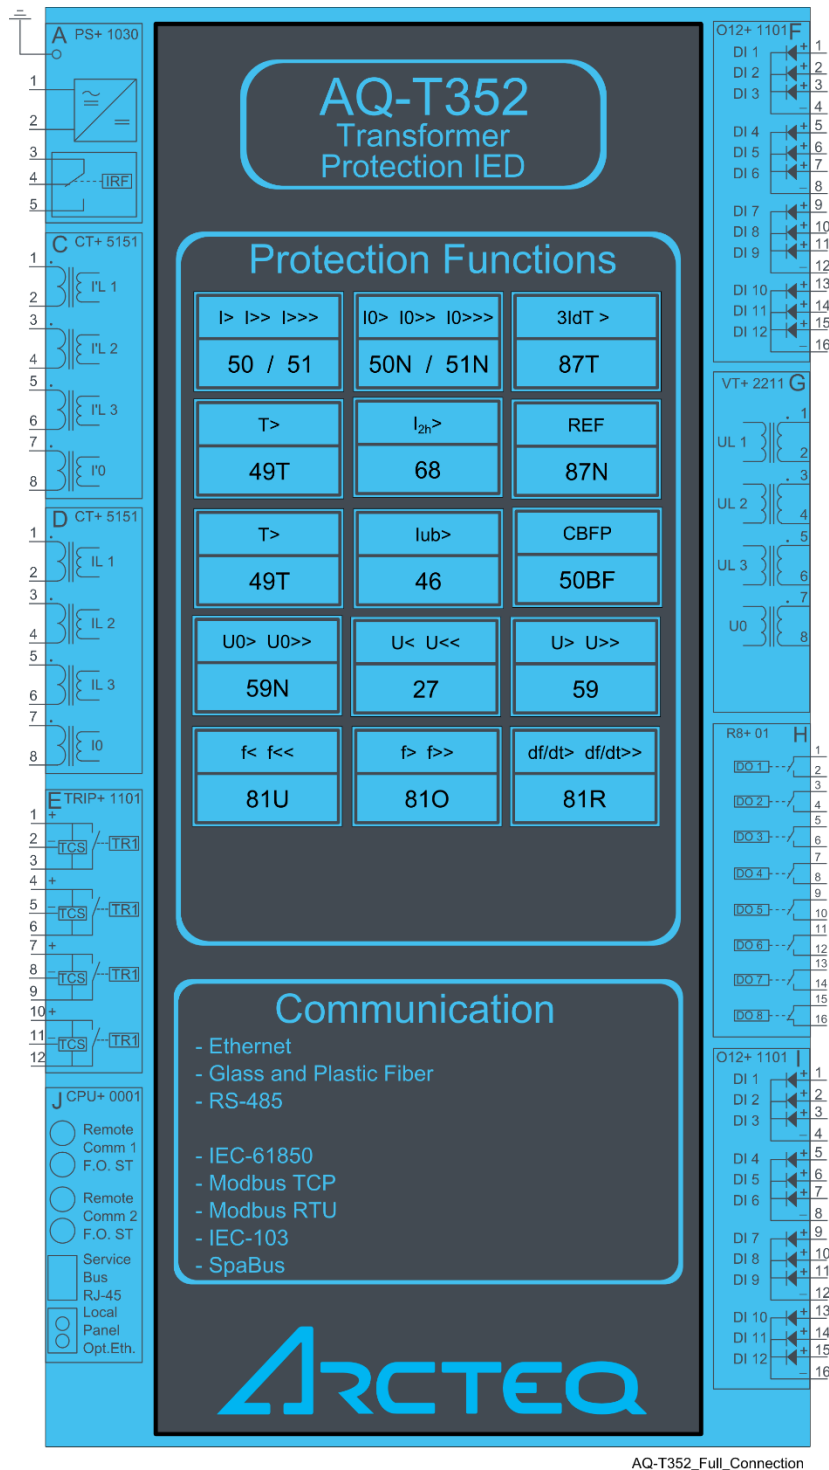 A PS+ 1030
1
2
3
4
IRF
5
C CT+ 5151
1
I'L 1
2
3
I'L 2
4
5
I'L 3
6
7
I'0
8
D CT+ 5151
1
IL 1
2
3
IL 2
4
5
IL 3
6
7
I0
8
E TRIP+ 1101
1 +
2 - TCS TR1
3
4 +
5 - TCS TR1
6
7 +
8 - TCS TR1
9
10 +
11 - TCS TR1
12
J CPU+ 0001
Remote
Comm 1
F.O. ST
Remote
Comm 2
F.O. ST
Service
Bus
RJ-45
Local
Panel
Opt.Eth.
AQ-T352
Transformer
Protection IED
Protection Functions
I> I>> I>>> I0> I0>> I0>>> 3IdT >
50 / 51 50N / 51N 87T
T> I2h> REF
49T 68 87N
T> Iub> CBFP
49T 46 50BF
U0> U0>> U< U<< U> U>>
59N 27 59
f< f<< f> f>> df/dt> df/dt>>
81U 81O 81R
Communication
- Ethernet
- Glass and Plastic Fiber
- RS-485
- IEC-61850
- Modbus TCP
- Modbus RTU
- IEC-103
- SpaBus
ARCTEQ
O12+ 1101 F
DI 1 + 1
DI 2 + 2
DI 3 + 3
- 4
DI 4 + 5
DI 5 + 6
DI 6 + 7
- 8
DI 7 + 9
DI 8 + 10
DI 9 + 11
- 12
DI 10 + 13
DI 11 + 14
DI 12 + 15
- 16
VT+ 2211 G
1
UL 1
2
3
UL 2
4
5
UL 3
6
7
U0
8
R8+ 01 H
1
DO 1 2
3
DO 2 4
5
DO 3 6
7
DO 4 8
9
DO 5 10
11
DO 6 12
13
DO 7 14
15
DO 8 16
O12+ 1101 I
DI 1 + 1
DI 2 + 2
DI 3 + 3
- 4
DI 4 + 5
DI 5 + 6
DI 6 + 7
- 8
DI 7 + 9
DI 8 + 10
DI 9 + 11
- 12
DI 10 + 13
DI 11 + 14
DI 12 + 15
- 16
AQ-T352_Full_Connection